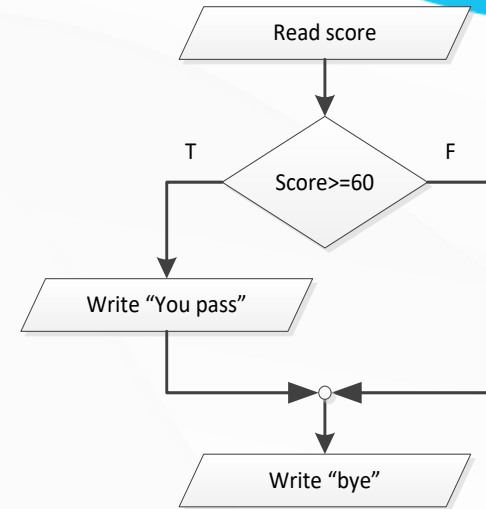 Read score
T
F
Score>=60
Write “You pass”
Write “bye”